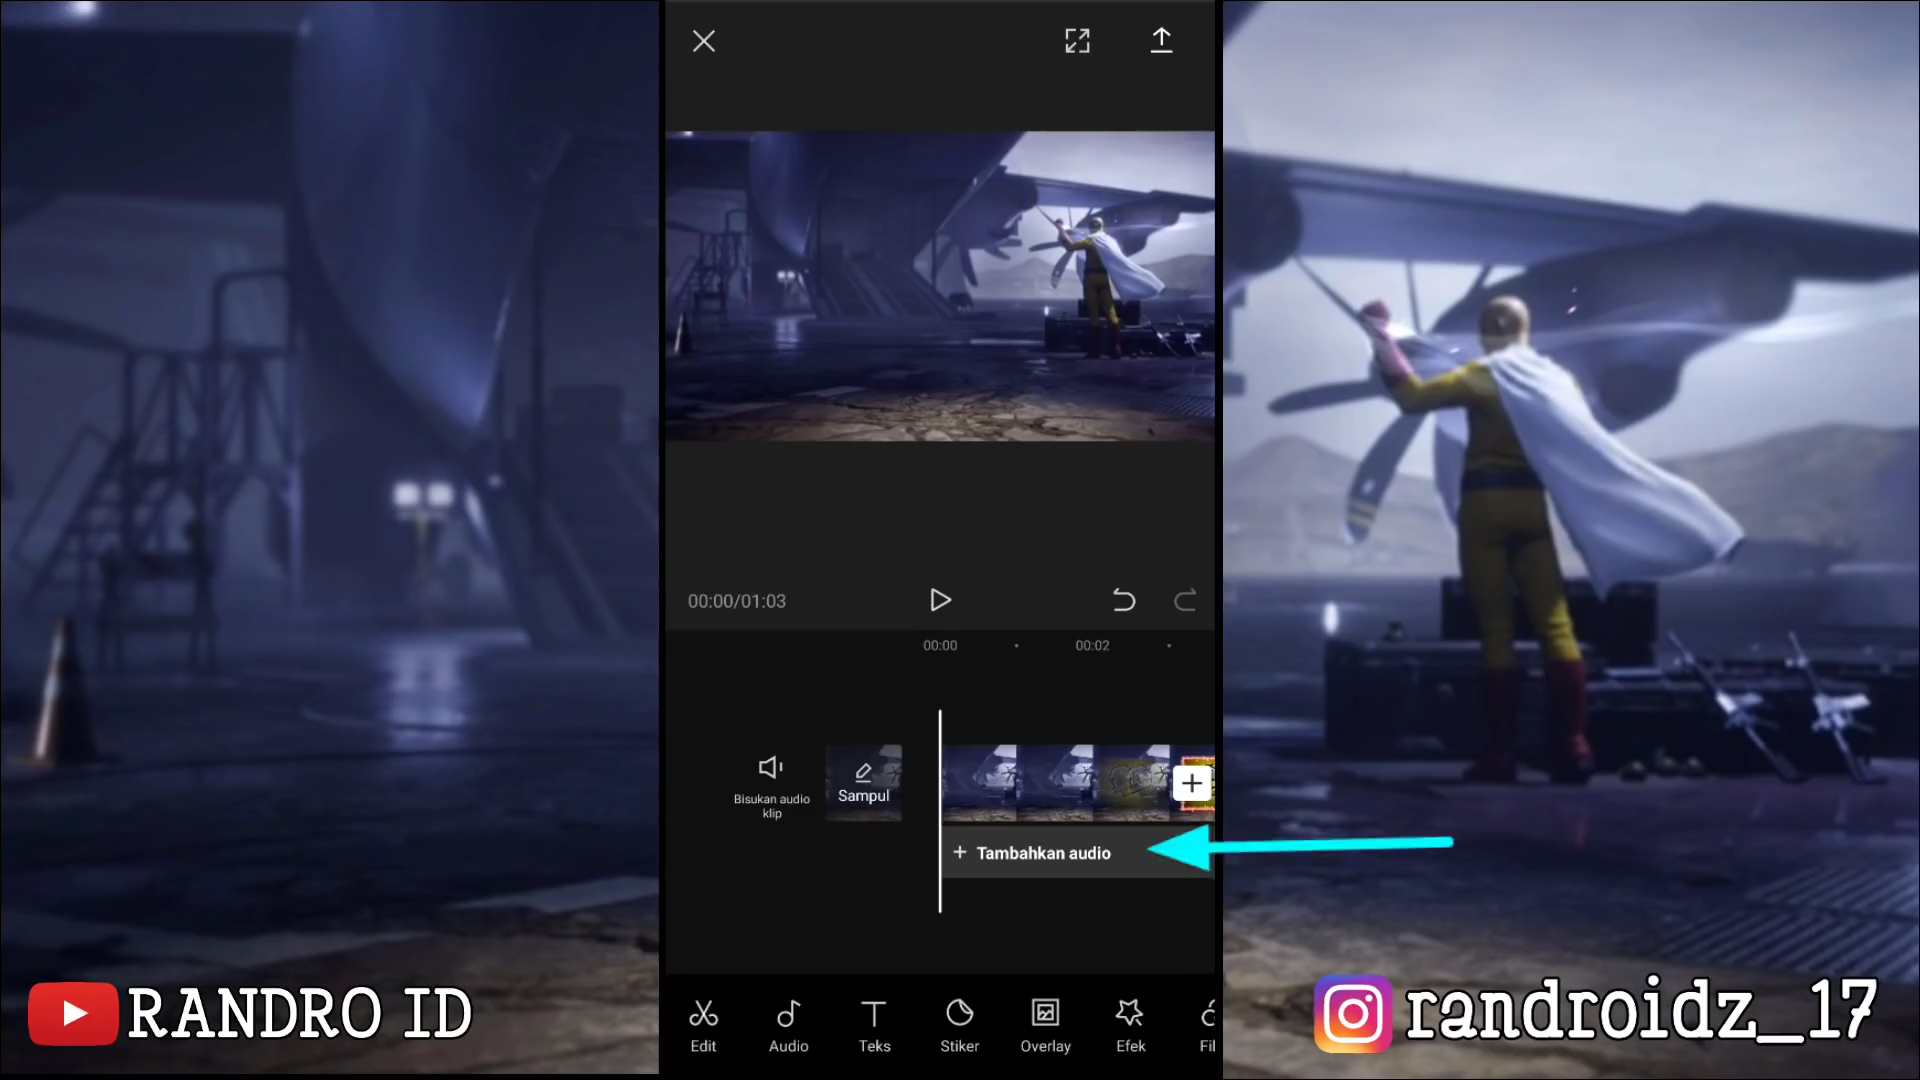 00:00/01:03
00:00
00:02
Bisukan audio
klip
Sampul
+ Tambahkan audio
Edit
Audio
Teks
Stiker
Overlay
Efek
Fil
RANDRO ID
randroidz_17